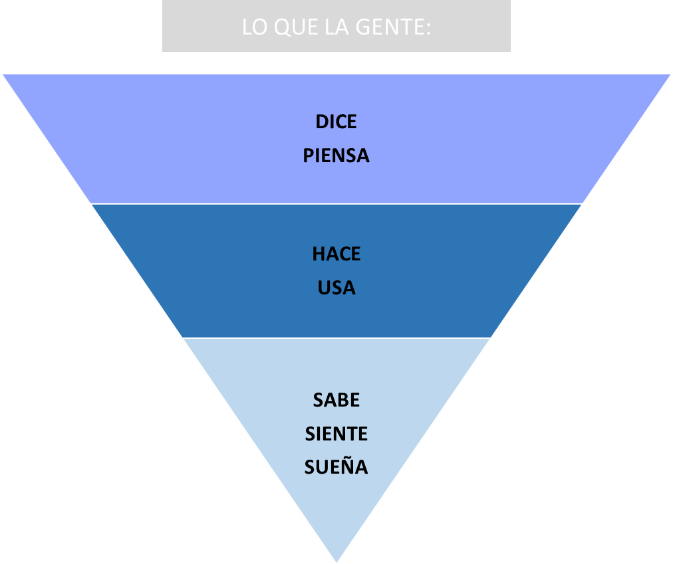 LO QUE LA GENTE:
DICE
PIENSA
HACE
USA
SABE
SIENTE
SUEÑA